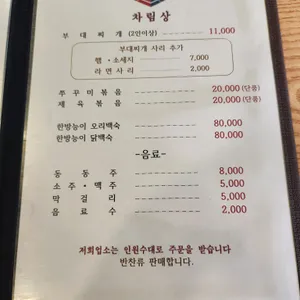 차림상
부대찌개 (2인이상) 11,000
부대찌개 사리 추가
햄·소세지 7,000
라면사리 2,000
쭈꾸미볶음 20,000 (단품)
제육볶음 20,000 (단품)
한방능이 오리백숙 80,000
한방능이 닭백숙 80,000
-음료-
동동주 8,000
소주·맥주 5,000
막걸리 5,000
음료수 2,000
저희업소는 인원수대로 주문을 받습니다
반찬류 판매합니다.